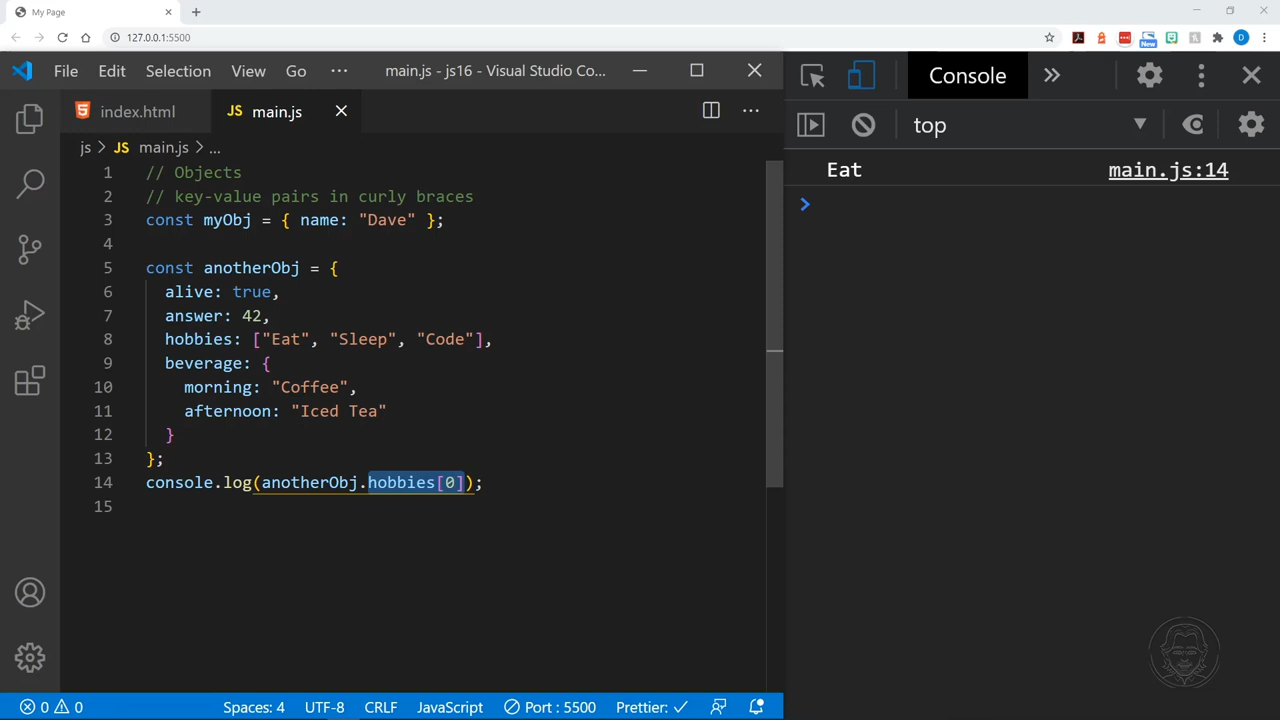 My Page
127.0.0.1:5500
New
D
File Edit Selection View Go ··· main.js - js16 - Visual Studio Co...
index.html JS main.js
js > JS main.js > ...
1 // Objects
2 // key-value pairs in curly braces
3 const myObj = { name: "Dave" };
4
5 const anotherObj = {
6 alive: true,
7 answer: 42,
8 hobbies: ["Eat", "Sleep", "Code"],
9 beverage: {
10 morning: "Coffee",
11 afternoon: "Iced Tea"
12 }
13 };
14 console.log(anotherObj.hobbies[0]);
15
0 0 Spaces: 4 UTF-8 CRLF JavaScript Port : 5500 Prettier: ✓
Console »
top
Eat main.js:14
>